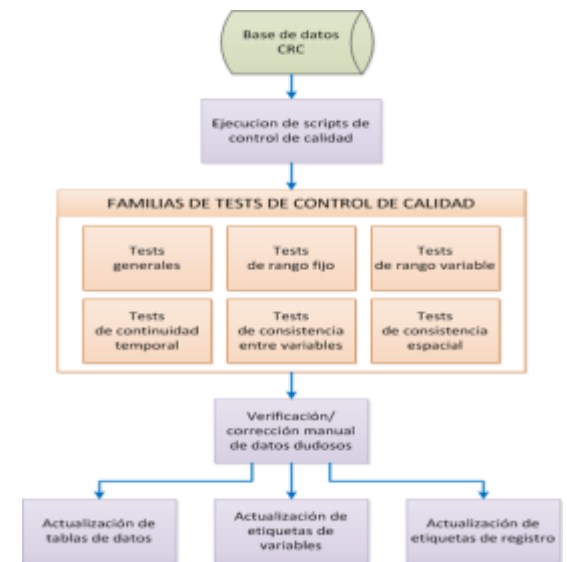 Base de datos
CRC
Ejecucion de scripts de
control de calidad
FAMILIAS DE TESTS DE CONTROL DE CALIDAD
Tests
generales
Tests
de rango fijo
Tests
de rango variable
Tests
de continuidad
temporal
Tests
de consistencia
entre variables
Tests
de consistencia
espacial
Verificación/
corrección manual
de datos dudosos
Actualización de
tablas de datos
Actualización de
etiquetas de
variables
Actualización de
etiquetas de registro